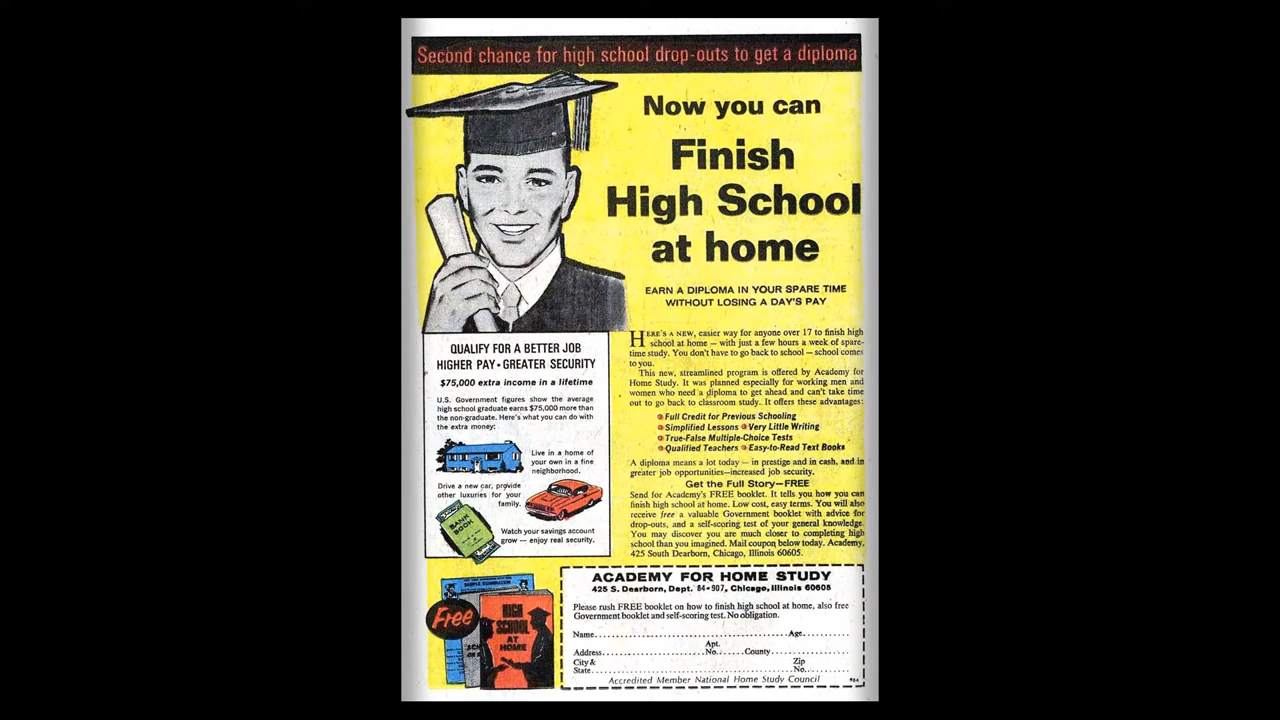 Second chance for high school drop-outs to get a diploma
Now you can
Finish
High School
at home
EARN A DIPLOMA IN YOUR SPARE TIME
WITHOUT LOSING A DAY'S PAY
HERE'S A NEW, easier way for anyone over 17 to finish high
school at home — with just a few hours a week of spare-
time study. You don't have to go back to school — school comes
to you.
This new, streamlined program is offered by Academy for
Home Study. It was planned especially for working men and
women who need a diploma to get ahead and can't take time
out to go back to classroom study. It offers these advantages:
Full Credit for Previous Schooling
Simplified Lessons Very Little Writing
True-False Multiple-Choice Tests
Qualified Teachers Easy-to-Read Text Books
A diploma means a lot today — in prestige and in cash, and in
greater job opportunities—increased job security.
Get the Full Story—FREE
Send for Academy's FREE booklet. It tells you how you can
finish high school at home. Low cost, easy terms. You will also
receive free a valuable Government booklet with advice for
drop-outs, and a self-scoring test of your general knowledge.
You may discover you are much closer to completing high
school than you imagined. Mail coupon below today. Academy,
425 South Dearborn, Chicago, Illinois 60605.
QUALIFY FOR A BETTER JOB
HIGHER PAY • GREATER SECURITY
$75,000 extra income in a lifetime
U.S. Government figures show the average
high school graduate earns $75,000 more than
the non-graduate. Here's what you can do with
the extra money:
Live in a home of
your own in a fine
neighborhood.
Drive a new car, provide
other luxuries for your
family.
BANK
BOOK
Watch your savings account
grow — enjoy real security.
Free
SAMPLE EXAMINATION
HIGH
SCHOOL
AT
HOME
ACADEMY FOR HOME STUDY
425 S. Dearborn, Dept. 84-907, Chicago, Illinois 60605
Please rush FREE booklet on how to finish high school at home, also free
Government booklet and self-scoring test. No obligation.
Name Age
Apt.
Address No. County
City & Zip
State No.
Accredited Member National Home Study Council